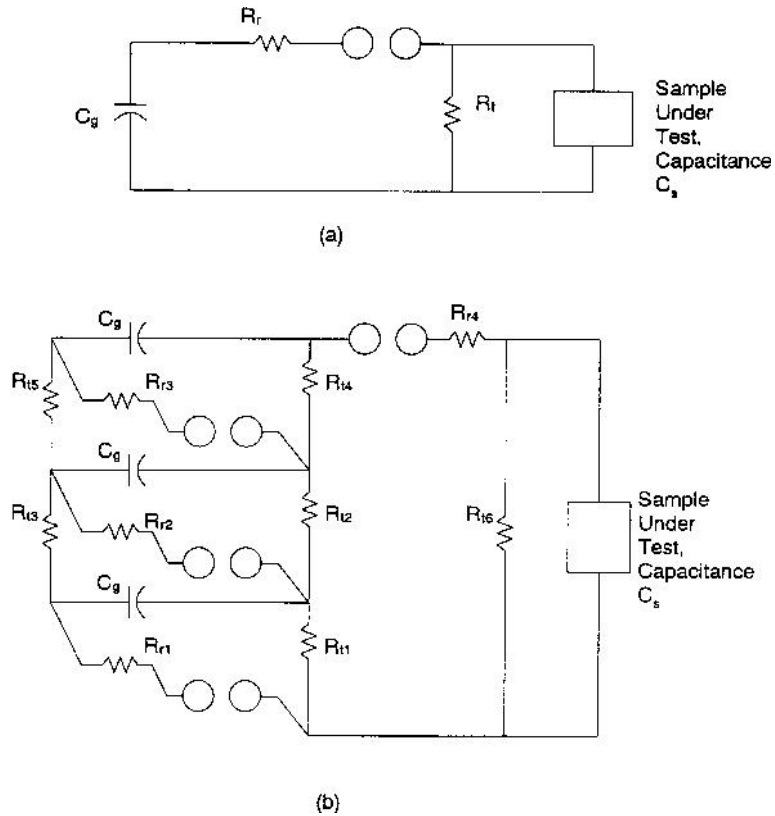 Rr
Cg
Rt
Sample
Under
Test,
Capacitance
Cs
(a)
Cg
Rr4
Rt5
Rr3
Rt4
Cg
Rt3
Rr2
Rt2
Rt6
Sample
Under
Test,
Capacitance
Cs
Cg
Rr1
Rt1
(b)